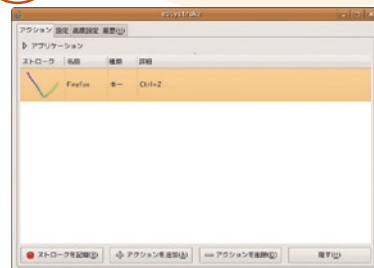 easystroke
アクション 設定 高度設定 履歴(H)
アプリケーション
ストローク 名前 種類 詳細
Firefox キー Ctrl+Z
ストロークを記録(R) アクションを追加(A) アクションを削除(D) 隠す(H)